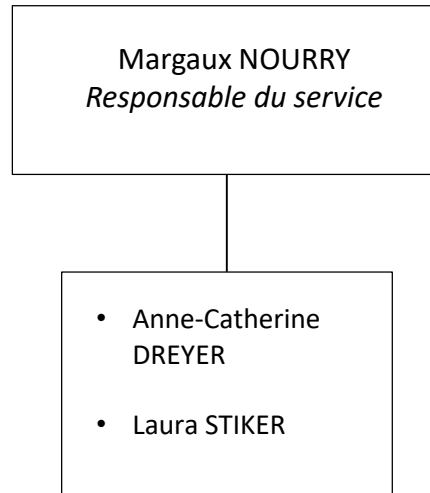 Margaux NOURRY
Responsable du service
• Anne-Catherine
DREYER
• Laura STIKER